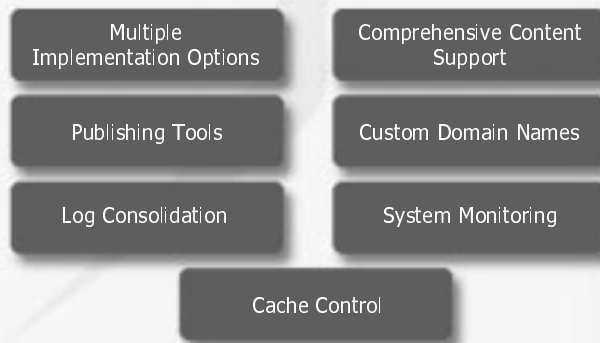 Multiple
Implementation Options
Comprehensive Content
Support
Publishing Tools
Custom Domain Names
Log Consolidation
System Monitoring
Cache Control